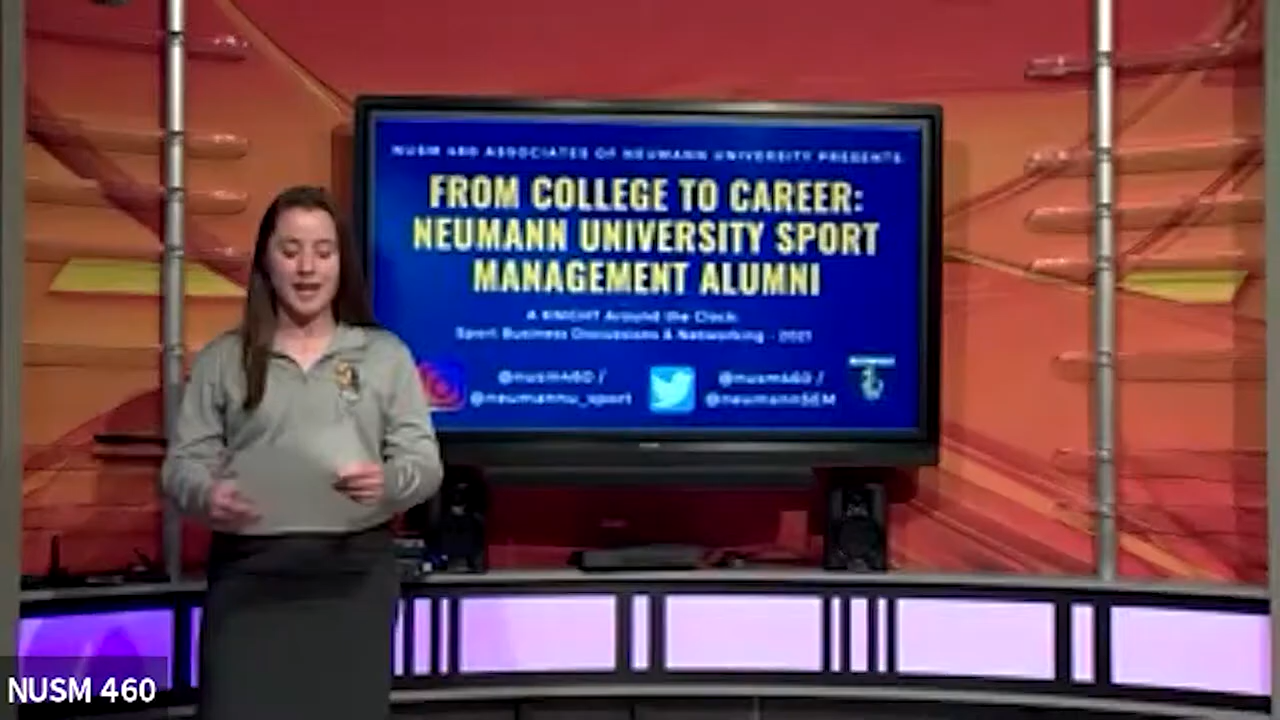 NUSM 460 ASSOCIATES OF NEUMANN UNIVERSITY PRESENTS
FROM COLLEGE TO CAREER:
NEUMANN UNIVERSITY SPORT
MANAGEMENT ALUMNI
A KNIGHT Around the Clock:
Sport Business Discussions & Networking - 2021
@nusm460 /
@neumannu_sport
@nusm460 /
@neumannSEM
NUSM 460